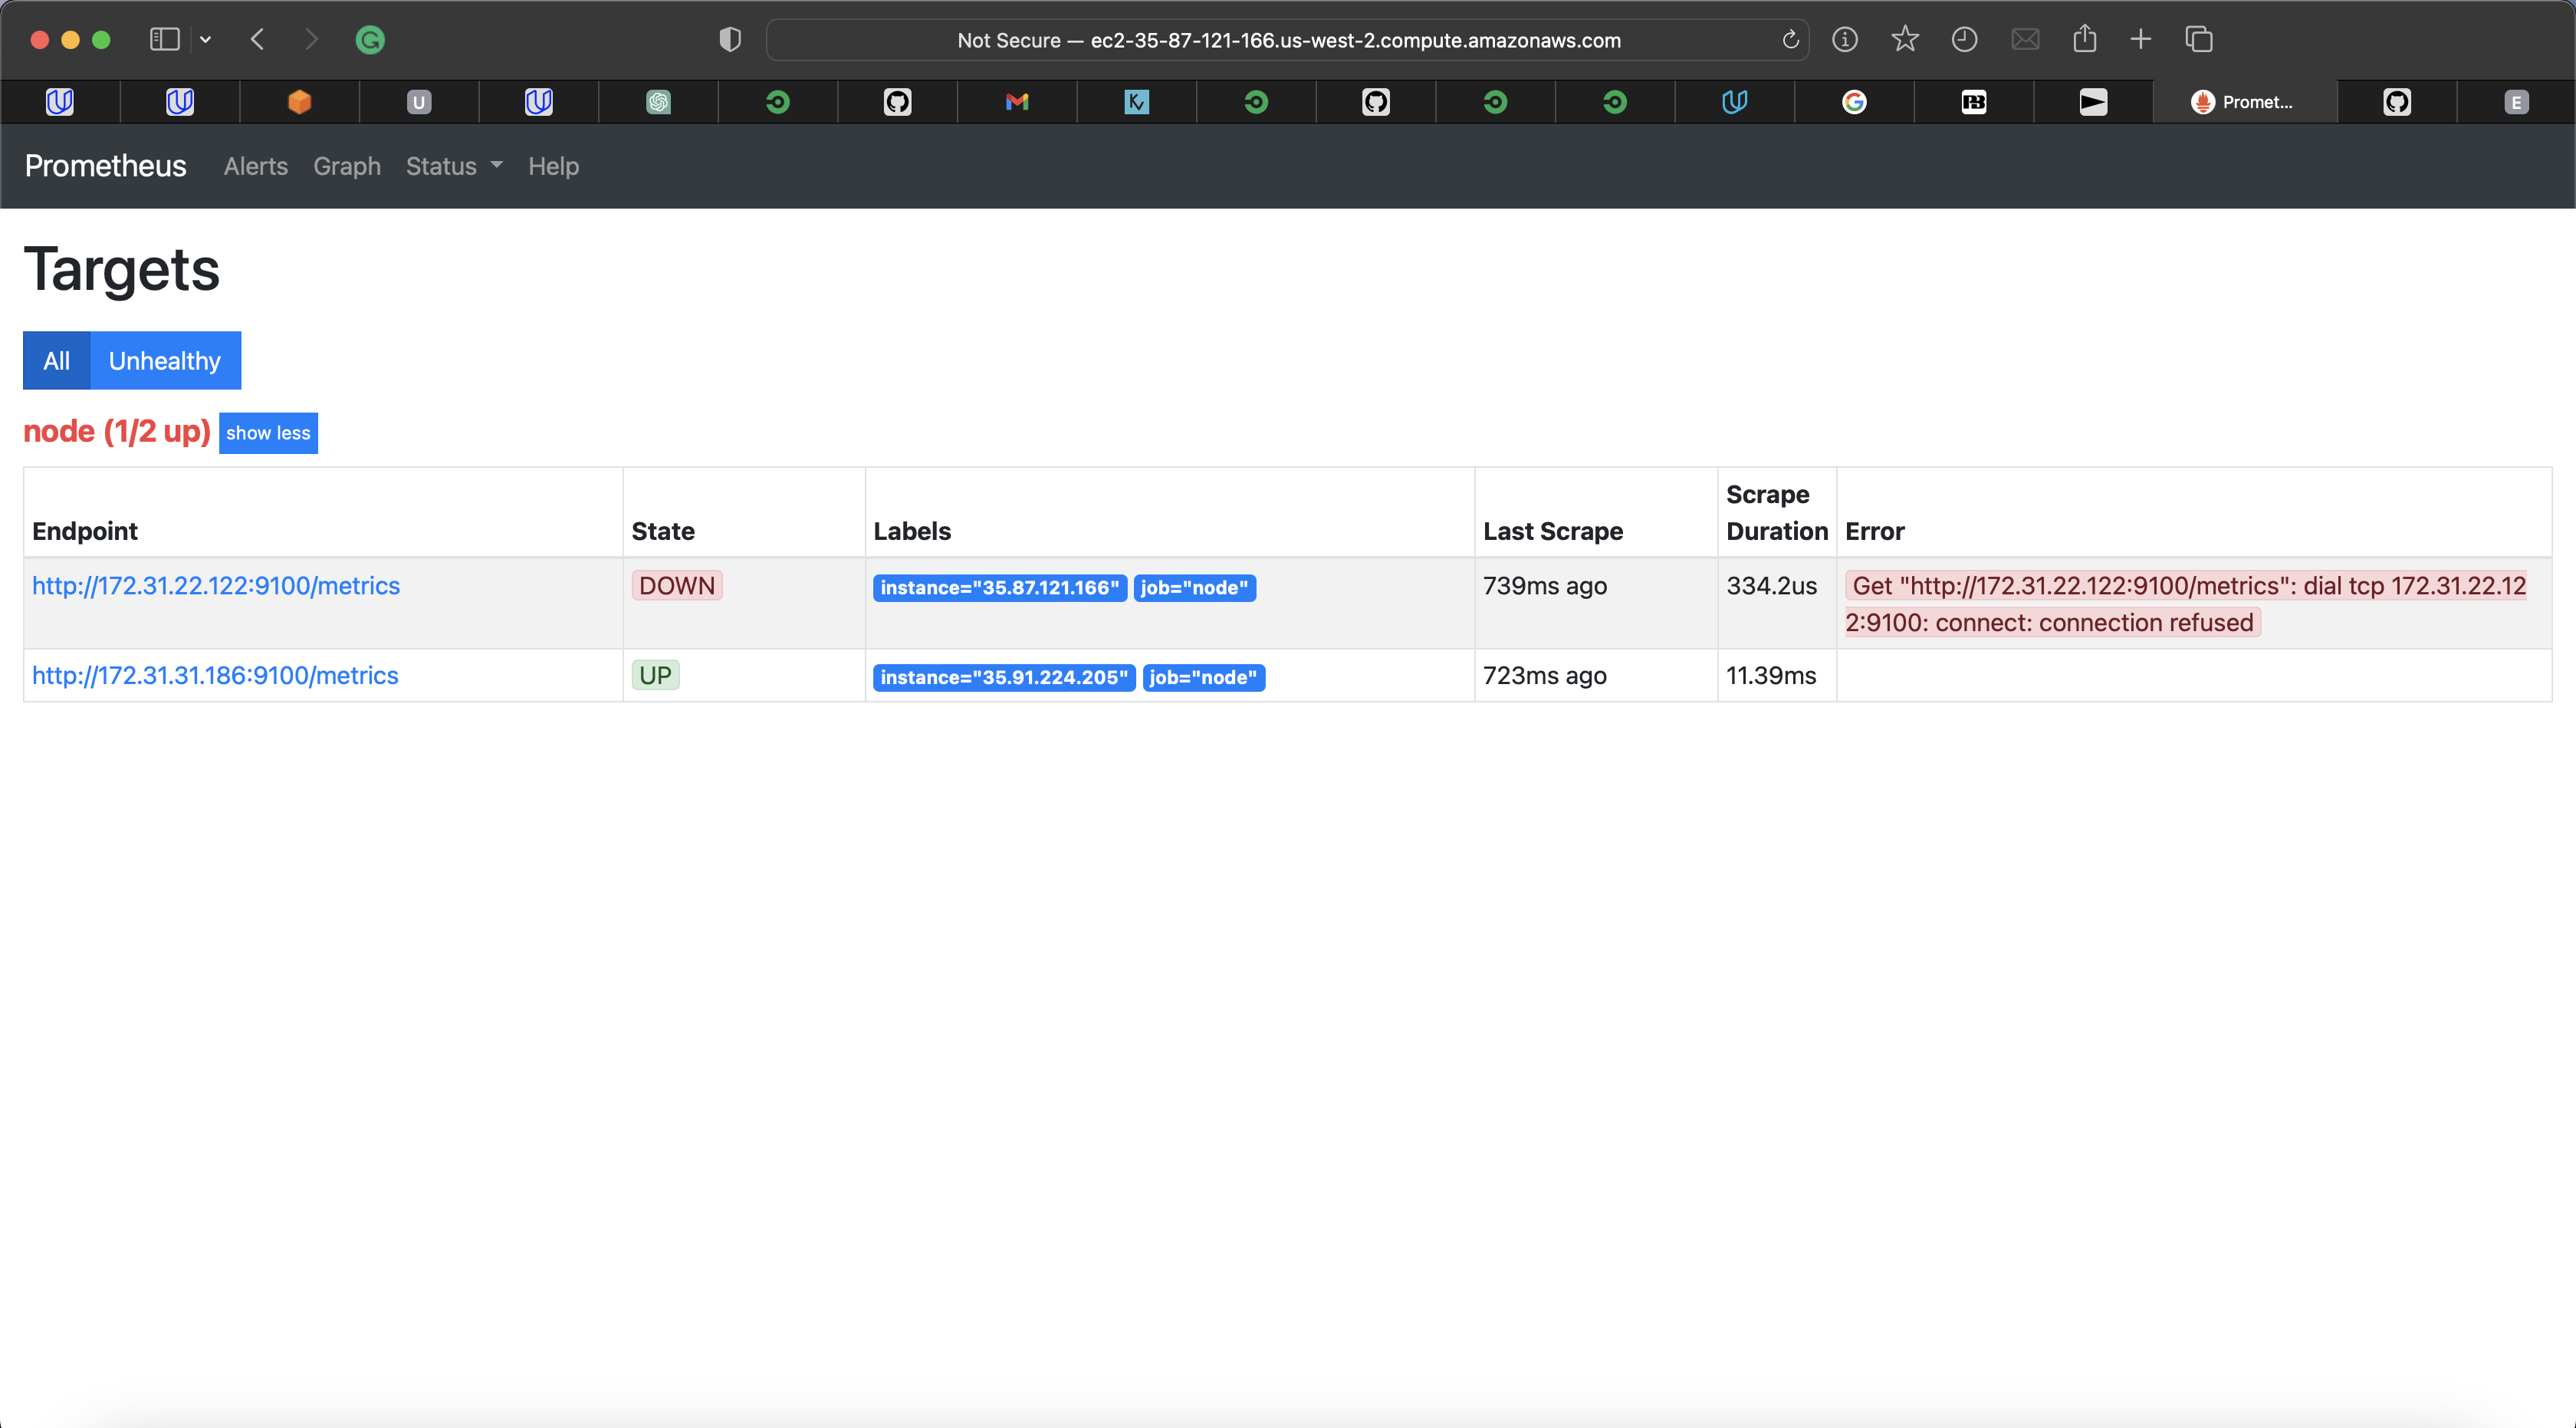 Not Secure — ec2-35-87-121-166.us-west-2.compute.amazonaws.com
U
Promet...
E
Prometheus Alerts Graph Status Help
Targets
All Unhealthy
node (1/2 up) show less
Endpoint State Labels Last Scrape Scrape Duration Error
http://172.31.22.122:9100/metrics DOWN instance="35.87.121.166" job="node" 739ms ago 334.2us Get "http://172.31.22.122:9100/metrics": dial tcp 172.31.22.12
2:9100: connect: connection refused
http://172.31.31.186:9100/metrics UP instance="35.91.224.205" job="node" 723ms ago 11.39ms